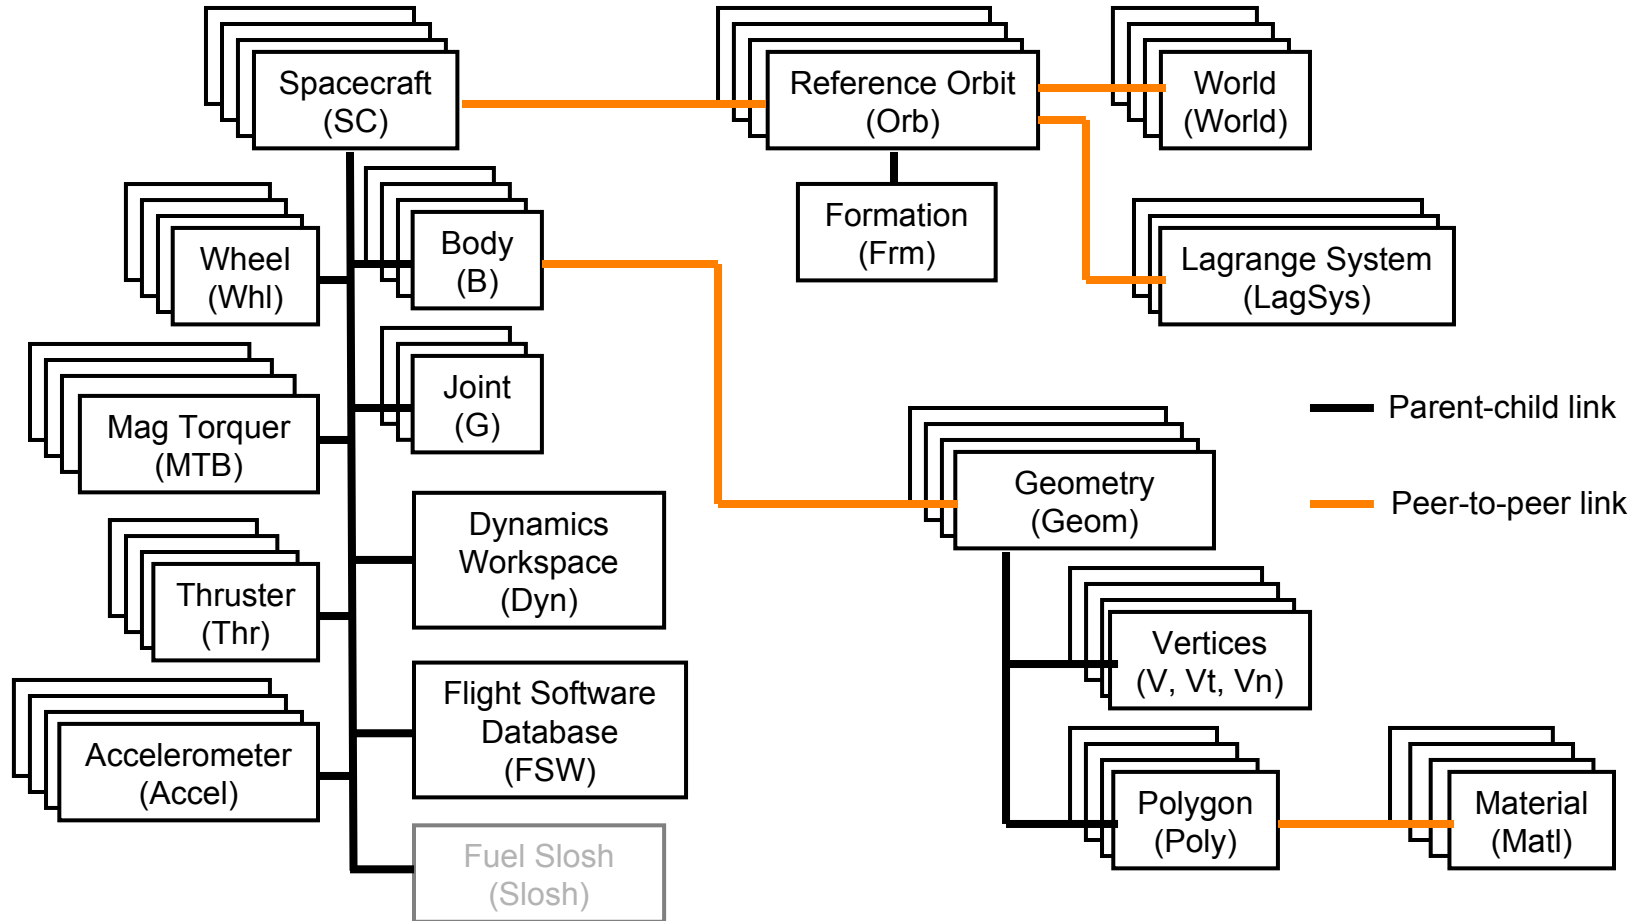 Spacecraft
(SC)
Reference Orbit
(Orb)
World
(World)
Formation
(Frm)
Lagrange System
(LagSys)
Wheel
(Whl)
Body
(B)
Mag Torquer
(MTB)
Joint
(G)
Parent-child link
Peer-to-peer link
Geometry
(Geom)
Dynamics
Workspace
(Dyn)
Thruster
(Thr)
Vertices
(V, Vt, Vn)
Flight Software
Database
(FSW)
Accelerometer
(Accel)
Polygon
(Poly)
Material
(Matl)
Fuel Slosh
(Slosh)